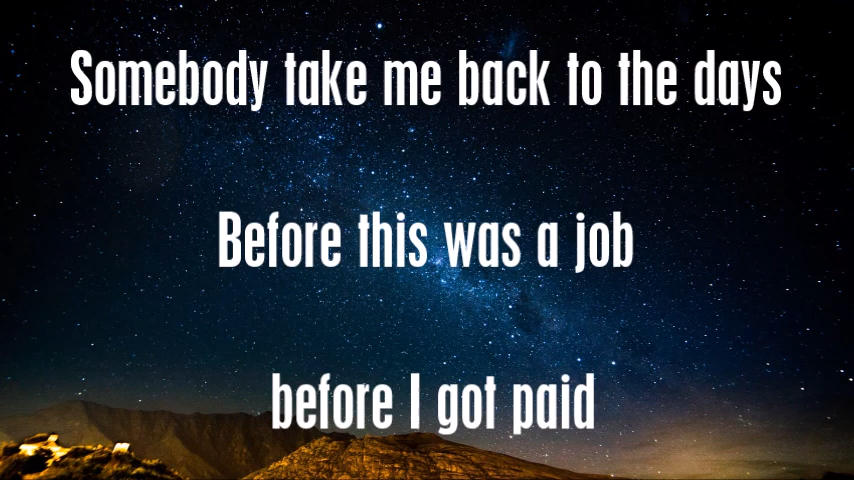 Somebody take me back to the days
Before this was a job
before I got paid